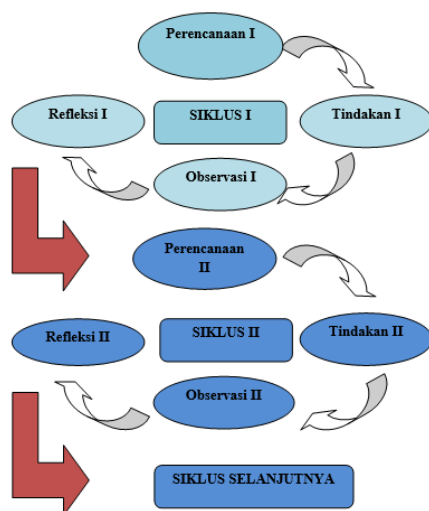 Perencanaan I
Refleksi I
SIKLUS I
Tindakan I
Observasi I
Perencanaan
II
Refleksi II
SIKLUS II
Tindakan II
Observasi II
SIKLUS SELANJUTNYA